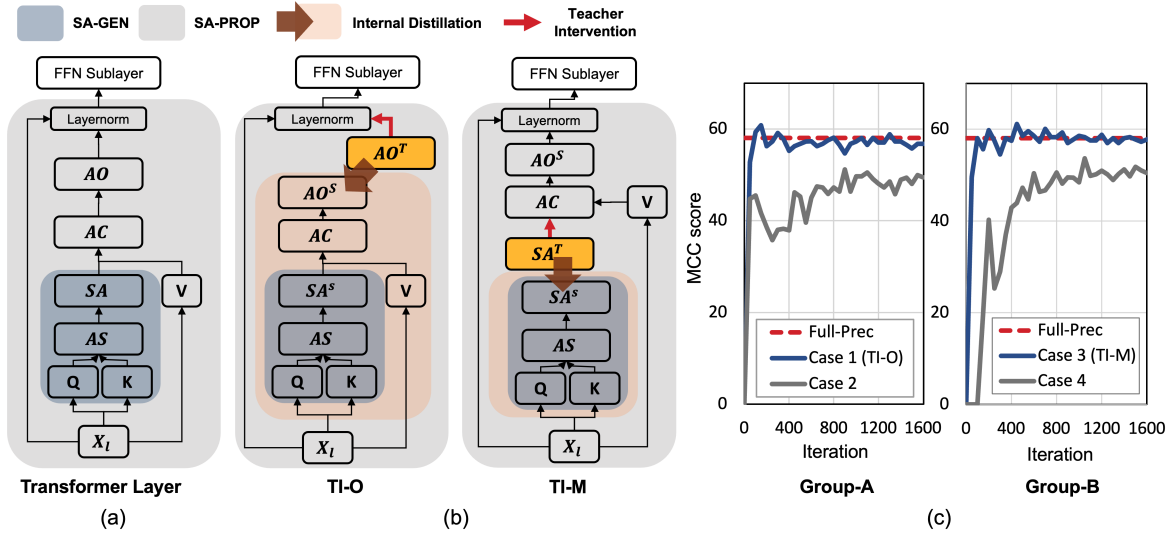 SA-GEN
SA-PROP
Internal Distillation
Teacher
Intervention
FFN Sublayer
Layernorm
AO
AC
SA
V
AS
Q
K
X_l
Transformer Layer
(a)
FFN Sublayer
Layernorm
AO^T
AO^S
AC
SA^S
V
AS
Q
K
X_l
TI-O
FFN Sublayer
Layernorm
AO^S
AC
V
SA^T
SA^S
AS
Q
K
X_l
TI-M
(b)
MCC score
60
40
20
0
Full-Prec
Case 1 (TI-O)
Case 2
0
400
800
1200
1600
Iteration
Group-A
60
40
20
0
Full-Prec
Case 3 (TI-M)
Case 4
0
400
800
1200
1600
Iteration
Group-B
(c)